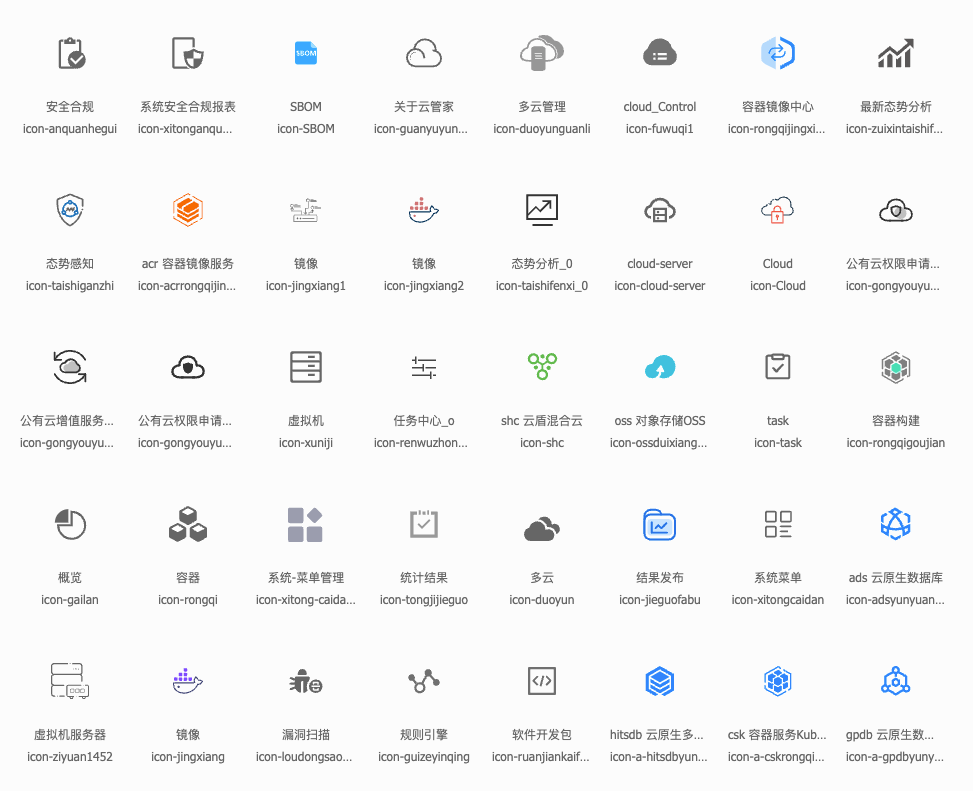 SBOM
安全合规
系统安全合规报表
SBOM
关于云管家
多云管理
cloud_Control
容器镜像中心
最新态势分析
icon-anquanhegui
icon-xitonganqu...
icon-SBOM
icon-guanyuyun...
icon-duoyunguanli
icon-fuwuqi1
icon-rongqijingxi...
icon-zuixintaishif...
态势感知
acr 容器镜像服务
镜像
镜像
态势分析_0
cloud-server
Cloud
公有云权限申请...
icon-taishiganzhi
icon-acrrongqijin...
icon-jingxiang1
icon-jingxiang2
icon-taishifenxi_0
icon-cloud-server
icon-Cloud
icon-gongyouyu...
公有云增值服务...
公有云权限申请...
虚拟机
任务中心_o
shc 云盾混合云
oss 对象存储OSS
task
容器构建
icon-gongyouyu...
icon-gongyouyu...
icon-xuniji
icon-renwuzhon...
icon-shc
icon-ossduixiang...
icon-task
icon-rongqigoujian
概览
容器
系统-菜单管理
统计结果
多云
结果发布
系统菜单
ads 云原生数据库
icon-gailan
icon-rongqi
icon-xitong-caida...
icon-tongjijieguo
icon-duoyun
icon-jieguofabu
icon-xitongcaidan
icon-adsyunyuan...
虚拟机服务器
镜像
漏洞扫描
规则引擎
软件开发包
hitsdb 云原生多...
csk 容器服务Kub...
gpdb 云原生数...
icon-ziyuan1452
icon-jingxiang
icon-loudongsao...
icon-guizeyinqing
icon-ruanjiankaif...
icon-a-hitsdbyun...
icon-a-cskrongqi...
icon-a-gpdbyuny...